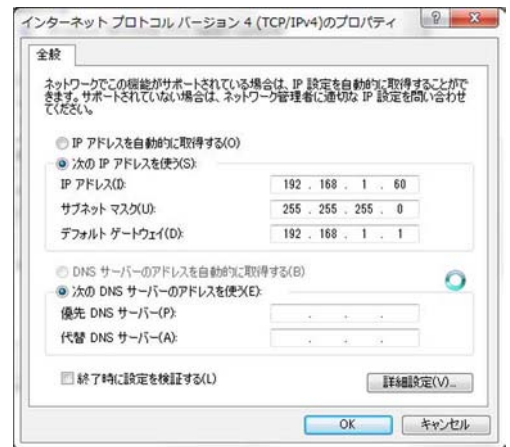 インターネット プロトコル バージョン 4 (TCP/IPv4)のプロパティ
全般
ネットワークでこの機能がサポートされている場合は、IP 設定を自動的に取得することがで
きます。サポートされていない場合は、ネットワーク管理者に適切な IP 設定を問い合わせ
てください。
IP アドレスを自動的に取得する(O)
次の IP アドレスを使う(S):
IP アドレス(I): 192 . 168 . 1 . 60
サブネット マスク(U): 255 . 255 . 255 . 0
デフォルト ゲートウェイ(D): 192 . 168 . 1 . 1
DNS サーバーのアドレスを自動的に取得する(B)
次の DNS サーバーのアドレスを使う(E):
優先 DNS サーバー(P): . . .
代替 DNS サーバー(A): . . .
終了時に設定を検証する(L)
詳細設定(V)...
OK キャンセル